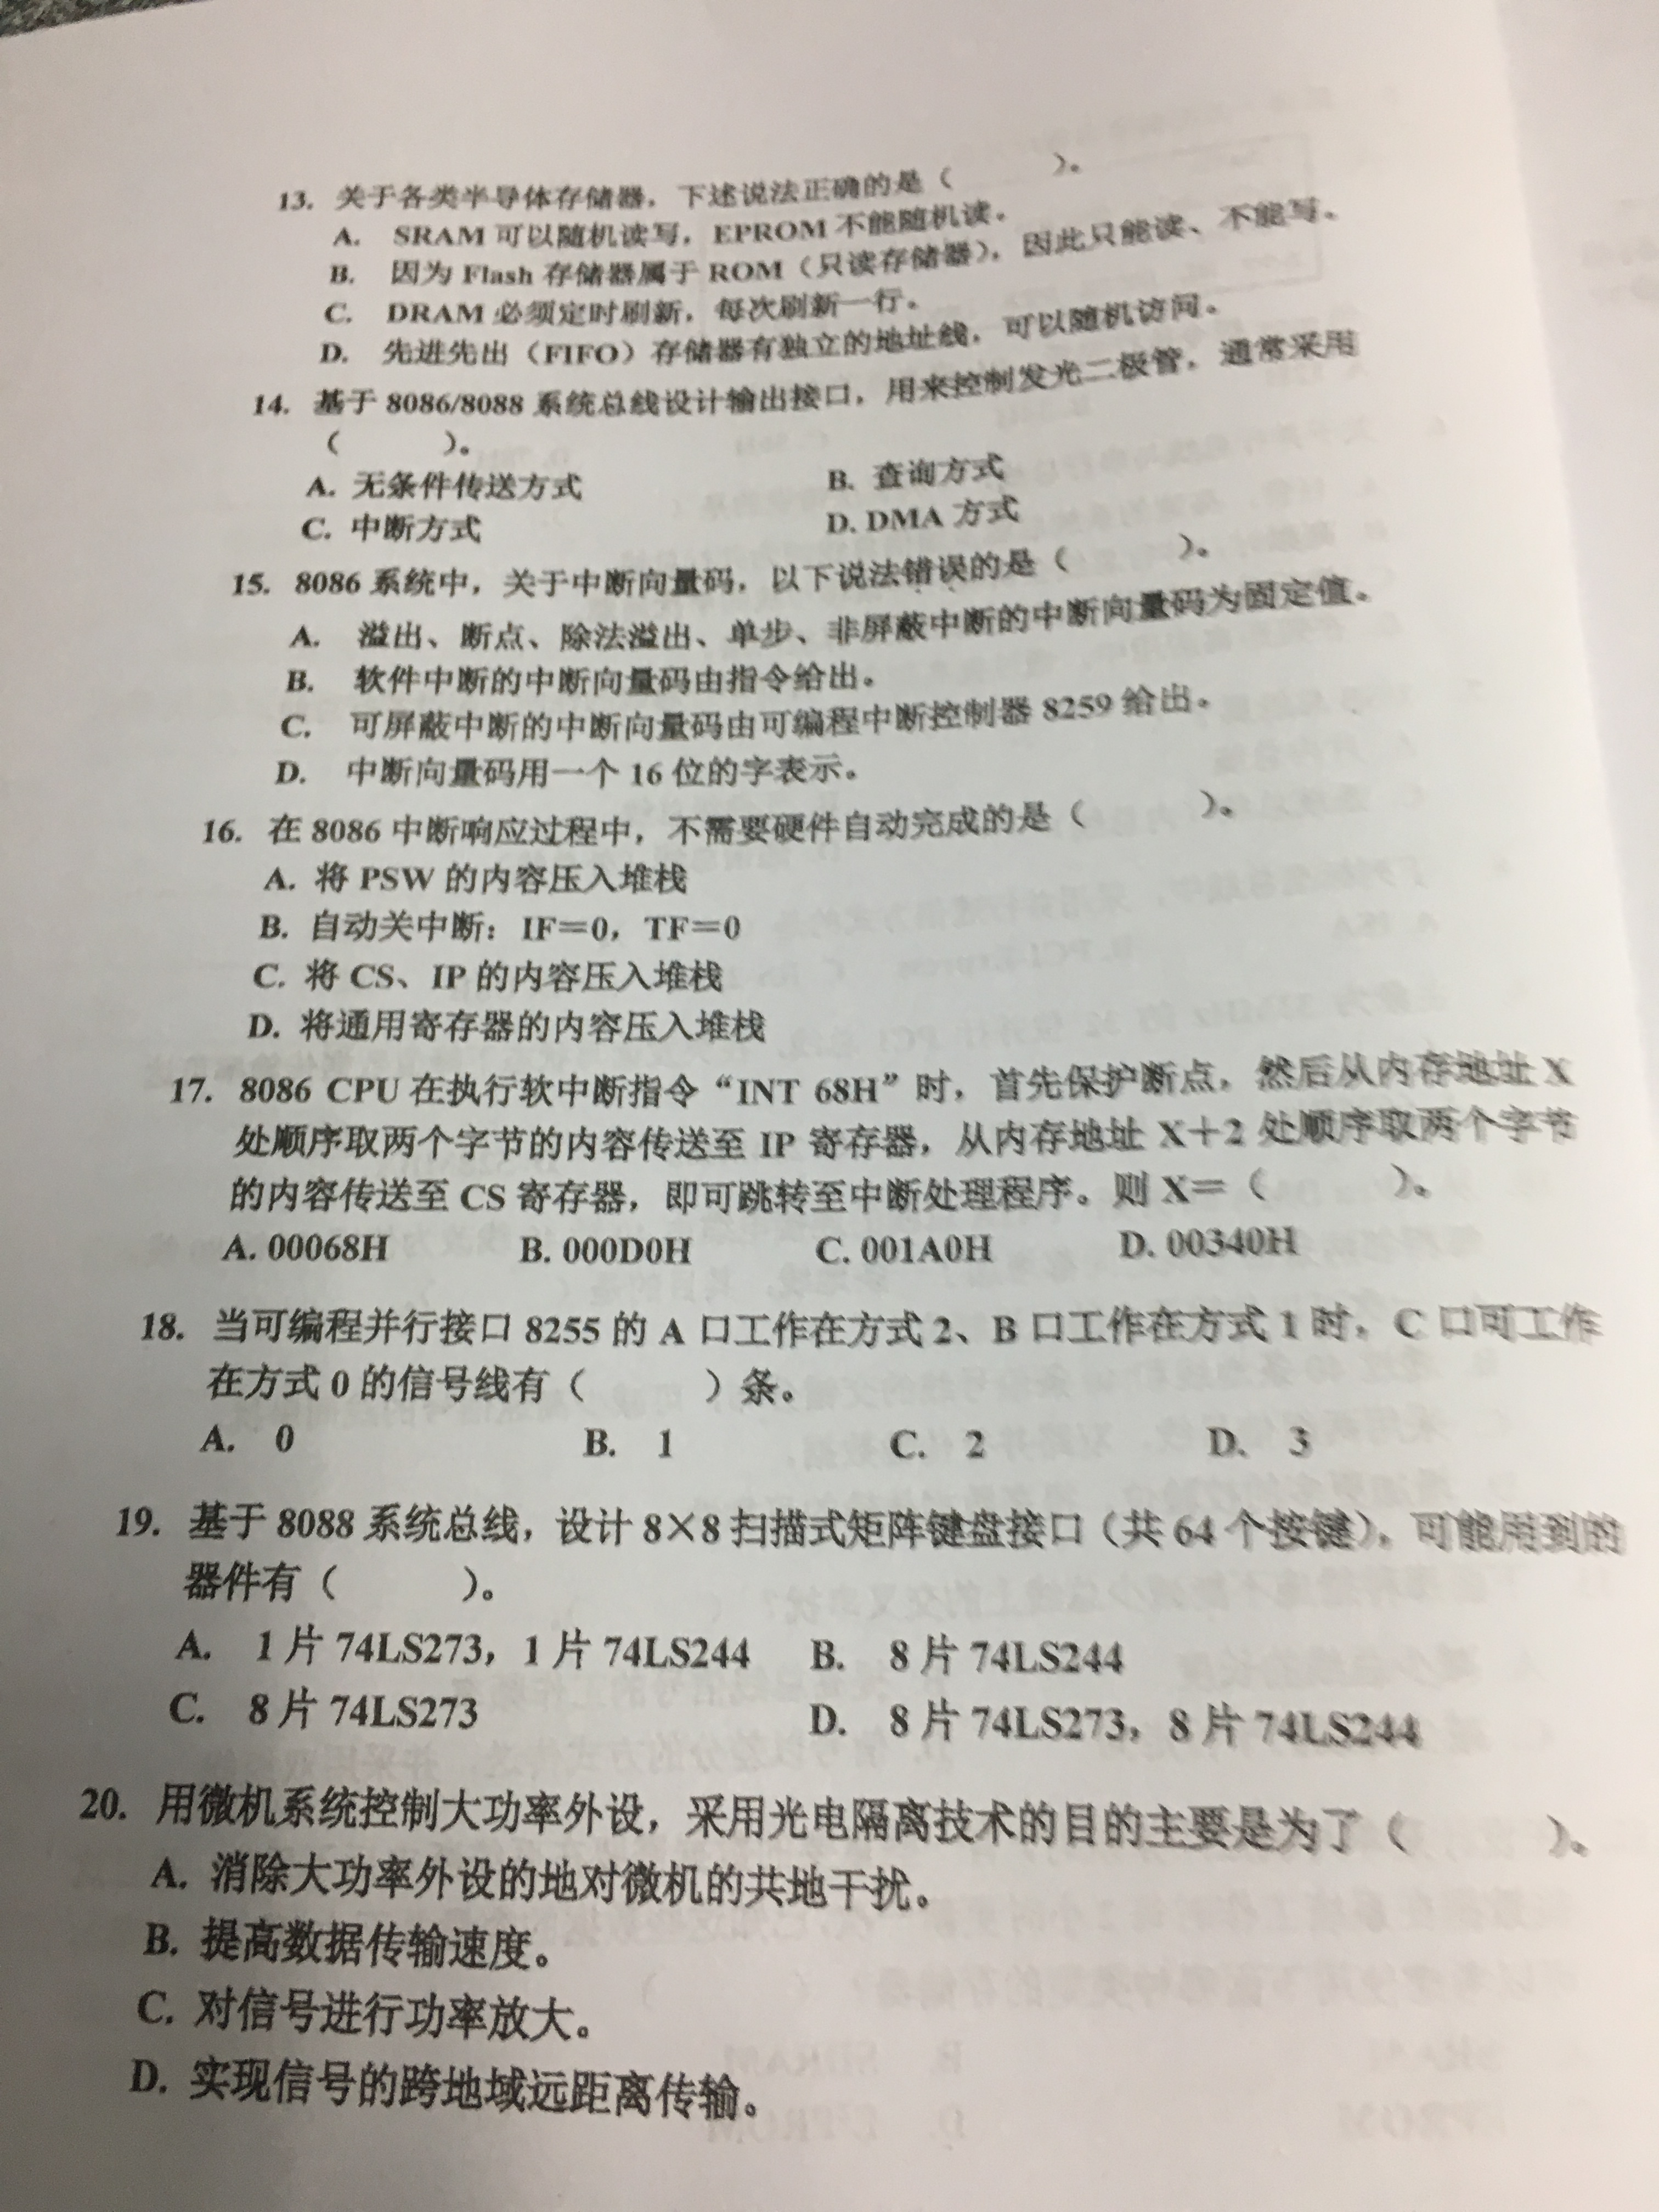 13. 关于各类半导体存储器，下述说法正确的是（ ）。
A. SRAM 可以随机读写，EPROM 不能随机读。
B. 因为 Flash 存储器属于 ROM（只读存储器），因此只能读、不能写。
C. DRAM 必须定时刷新，每次刷新一行。
D. 先进先出（FIFO）存储器有独立的地址线，可以随机访问。
14. 基于 8086/8088 系统总线设计输出接口，用来控制发光二极管，通常采用
（ ）。
A. 无条件传送方式 B. 查询方式
C. 中断方式 D. DMA 方式
15. 8086 系统中，关于中断向量码，以下说法错误的是（ ）。
A. 溢出、断点、除法溢出、单步、非屏蔽中断的中断向量码为固定值。
B. 软件中断的中断向量码由指令给出。
C. 可屏蔽中断的中断向量码由可编程中断控制器 8259 给出。
D. 中断向量码用一个 16 位的字表示。
16. 在 8086 中断响应过程中，不需要硬件自动完成的是（ ）。
A. 将 PSW 的内容压入堆栈
B. 自动关中断：IF＝0，TF＝0
C. 将 CS、IP 的内容压入堆栈
D. 将通用寄存器的内容压入堆栈
17. 8086 CPU 在执行软中断指令“INT 68H”时，首先保护断点，然后从内存地址 X
处顺序取两个字节的内容传送至 IP 寄存器，从内存地址 X＋2 处顺序取两个字节
的内容传送至 CS 寄存器，即可跳转至中断处理程序。则 X＝（ ）。
A. 00068H B. 000D0H C. 001A0H D. 00340H
18. 当可编程并行接口 8255 的 A 口工作在方式 2、B 口工作在方式 1 时，C 口可工作
在方式 0 的信号线有（ ）条。
A. 0 B. 1 C. 2 D. 3
19. 基于 8088 系统总线，设计 8×8 扫描式矩阵键盘接口（共 64 个按键），可能用到的
器件有（ ）。
A. 1 片 74LS273，1 片 74LS244 B. 8 片 74LS244
C. 8 片 74LS273 D. 8 片 74LS273，8 片 74LS244
20. 用微机系统控制大功率外设，采用光电隔离技术的目的主要是为了（ ）。
A. 消除大功率外设的地对微机的共地干扰。
B. 提高数据传输速度。
C. 对信号进行功率放大。
D. 实现信号的跨地域远距离传输。